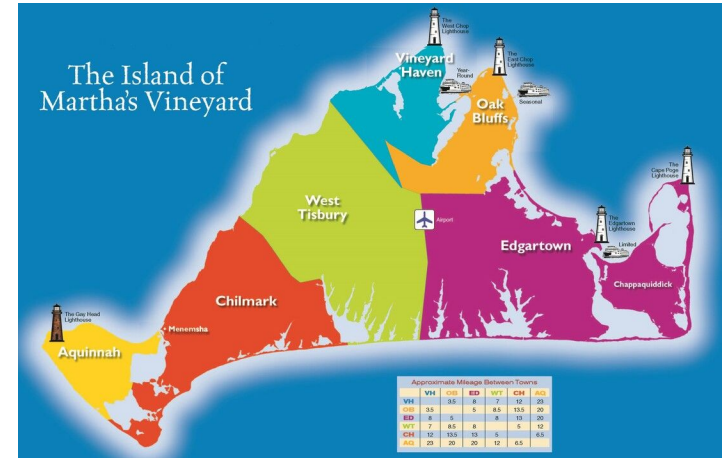 The Island of
Martha's Vineyard
The
West Chop
Lighthouse
Vineyard
Haven
Year-
Round
The
East Chop
Lighthouse
Seasonal
Oak
Bluffs
The
Cape Poge
Lighthouse
West
Tisbury
Airport
The
Edgartown
Lighthouse
Edgartown
Limited
Chappaquiddick
Chilmark
The Gay Head
Lighthouse
Menemsha
Aquinnah
Approximate Mileage Between Towns
VH OB ED WT CH AQ
VH 3.5 8 7 12 23
OB 3.5 5 8.5 13.5 20
ED 8 5 8 13 20
WT 7 8.5 8 5 12
CH 12 13.5 13 5 6.5
AQ 23 20 20 12 6.5